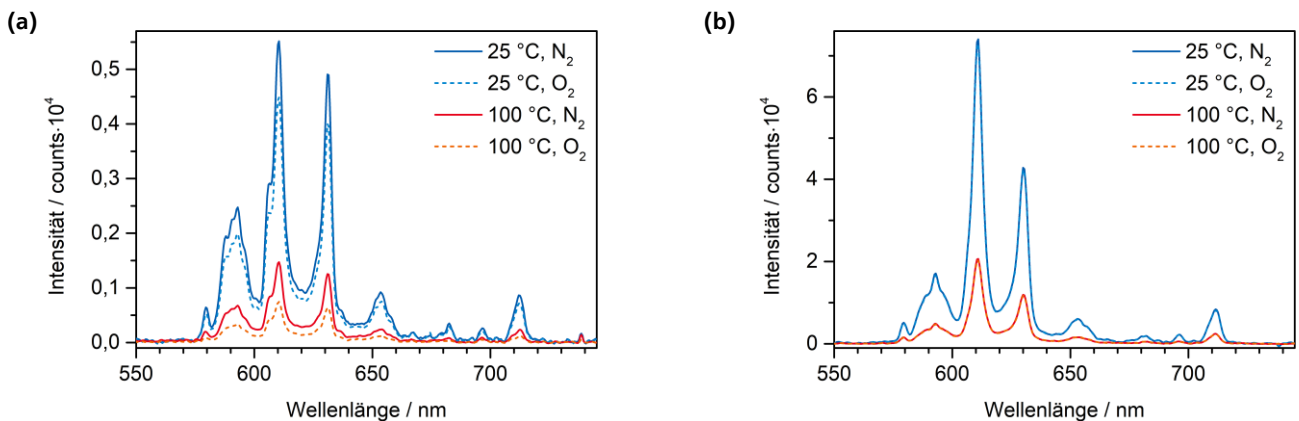 (a)
Intensität / counts·10⁴
0,5
0,4
0,3
0,2
0,1
0,0
25 °C, N₂
25 °C, O₂
100 °C, N₂
100 °C, O₂
550 600 650 700
Wellenlänge / nm
(b)
Intensität / counts·10⁴
6
4
2
0
25 °C, N₂
25 °C, O₂
100 °C, N₂
100 °C, O₂
550 600 650 700
Wellenlänge / nm